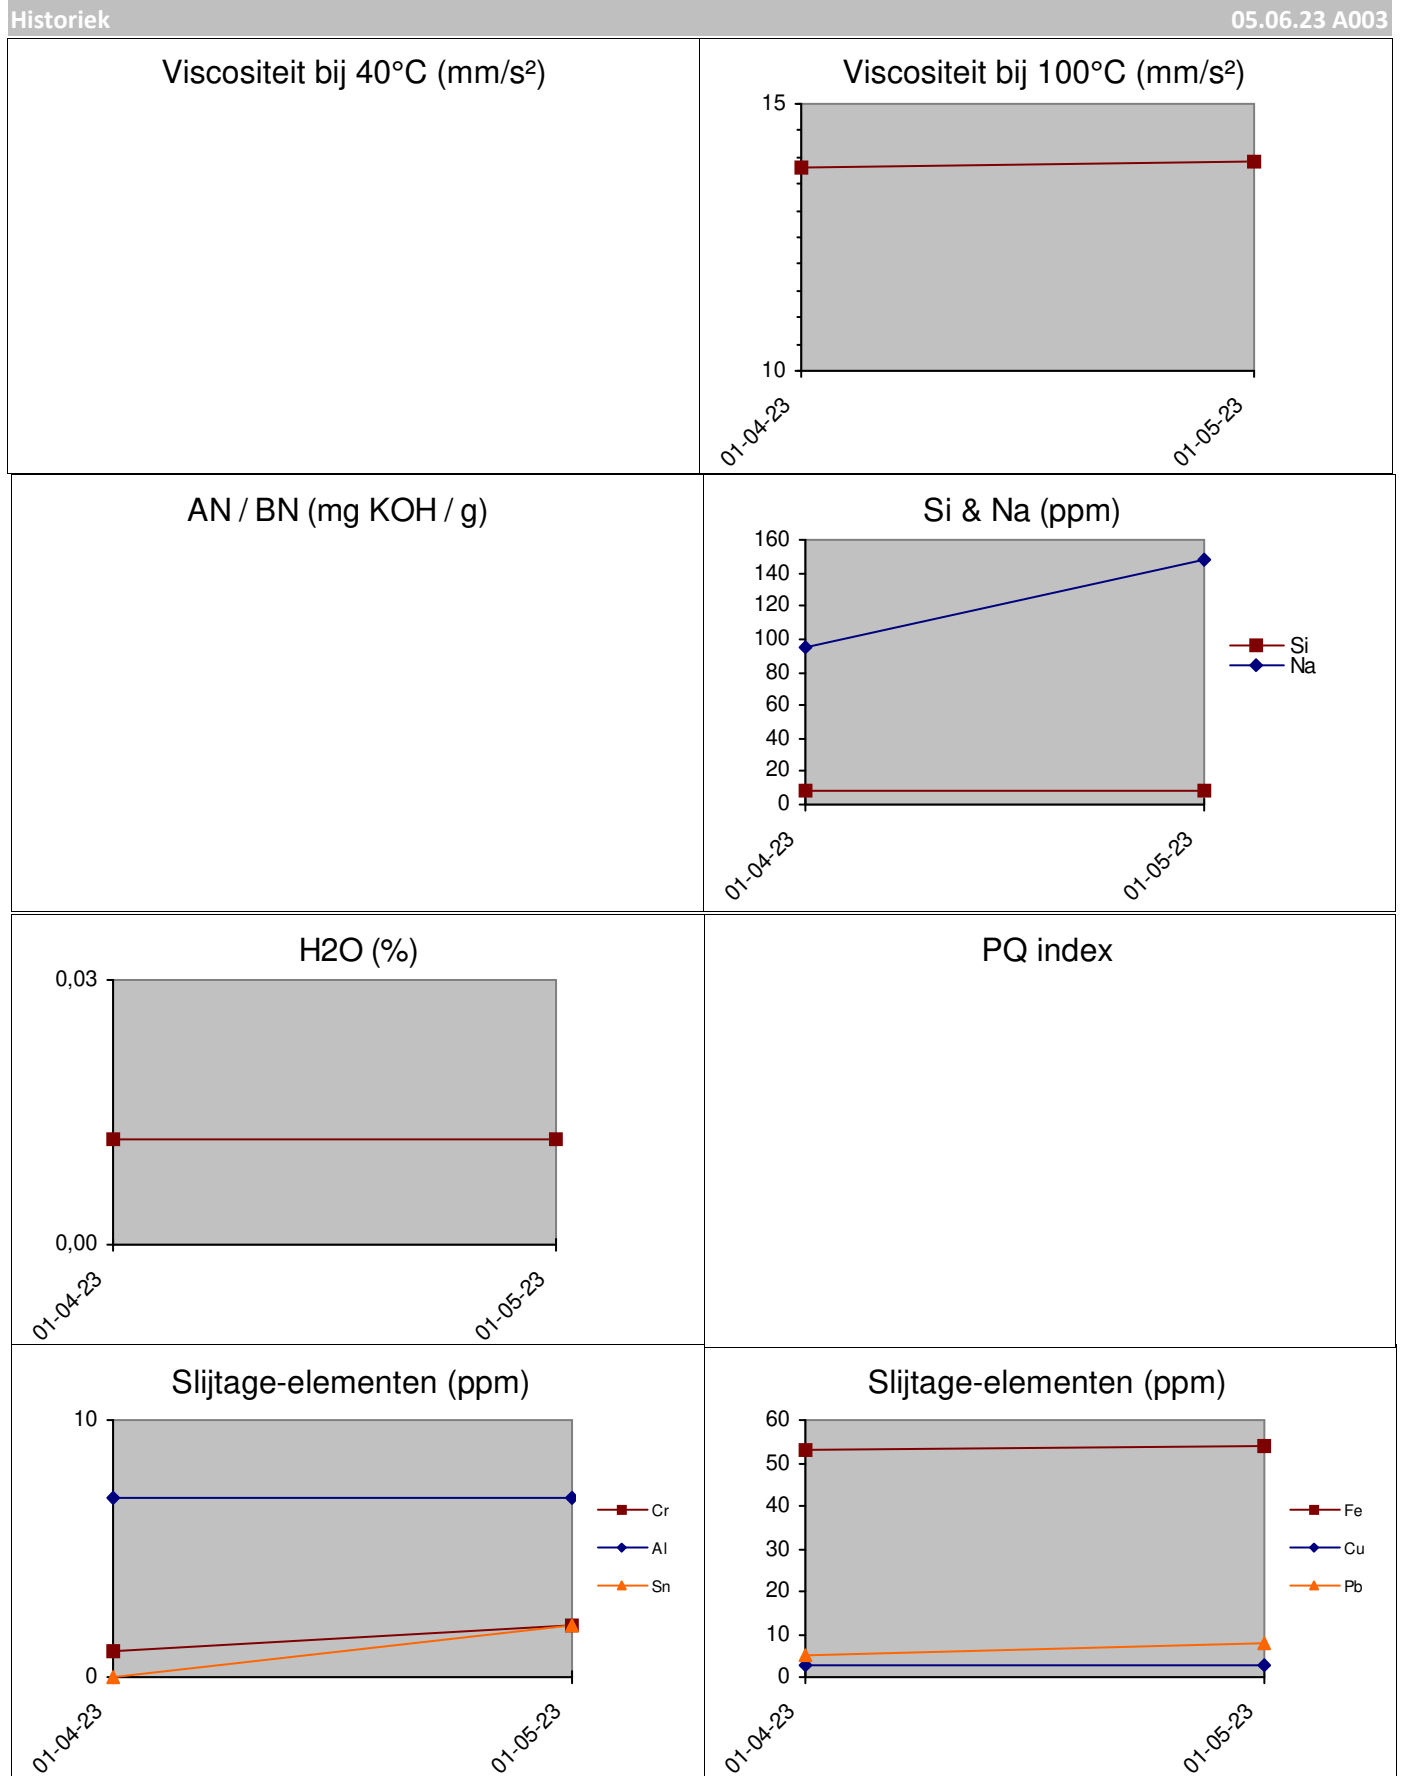 Historiek 05.06.23 A003
Viscositeit bij 40°C (mm/s²)
Viscositeit bij 100°C (mm/s²)
15
10
01-04-23
01-05-23
AN / BN (mg KOH / g)
Si & Na (ppm)
160
140
120
100
80
60
40
20
0
01-04-23
01-05-23
Si
Na
H2O (%)
0,03
0,00
01-04-23
01-05-23
PQ index
Slijtage-elementen (ppm)
10
0
01-04-23
01-05-23
Cr
Al
Sn
Slijtage-elementen (ppm)
60
50
40
30
20
10
0
01-04-23
01-05-23
Fe
Cu
Pb